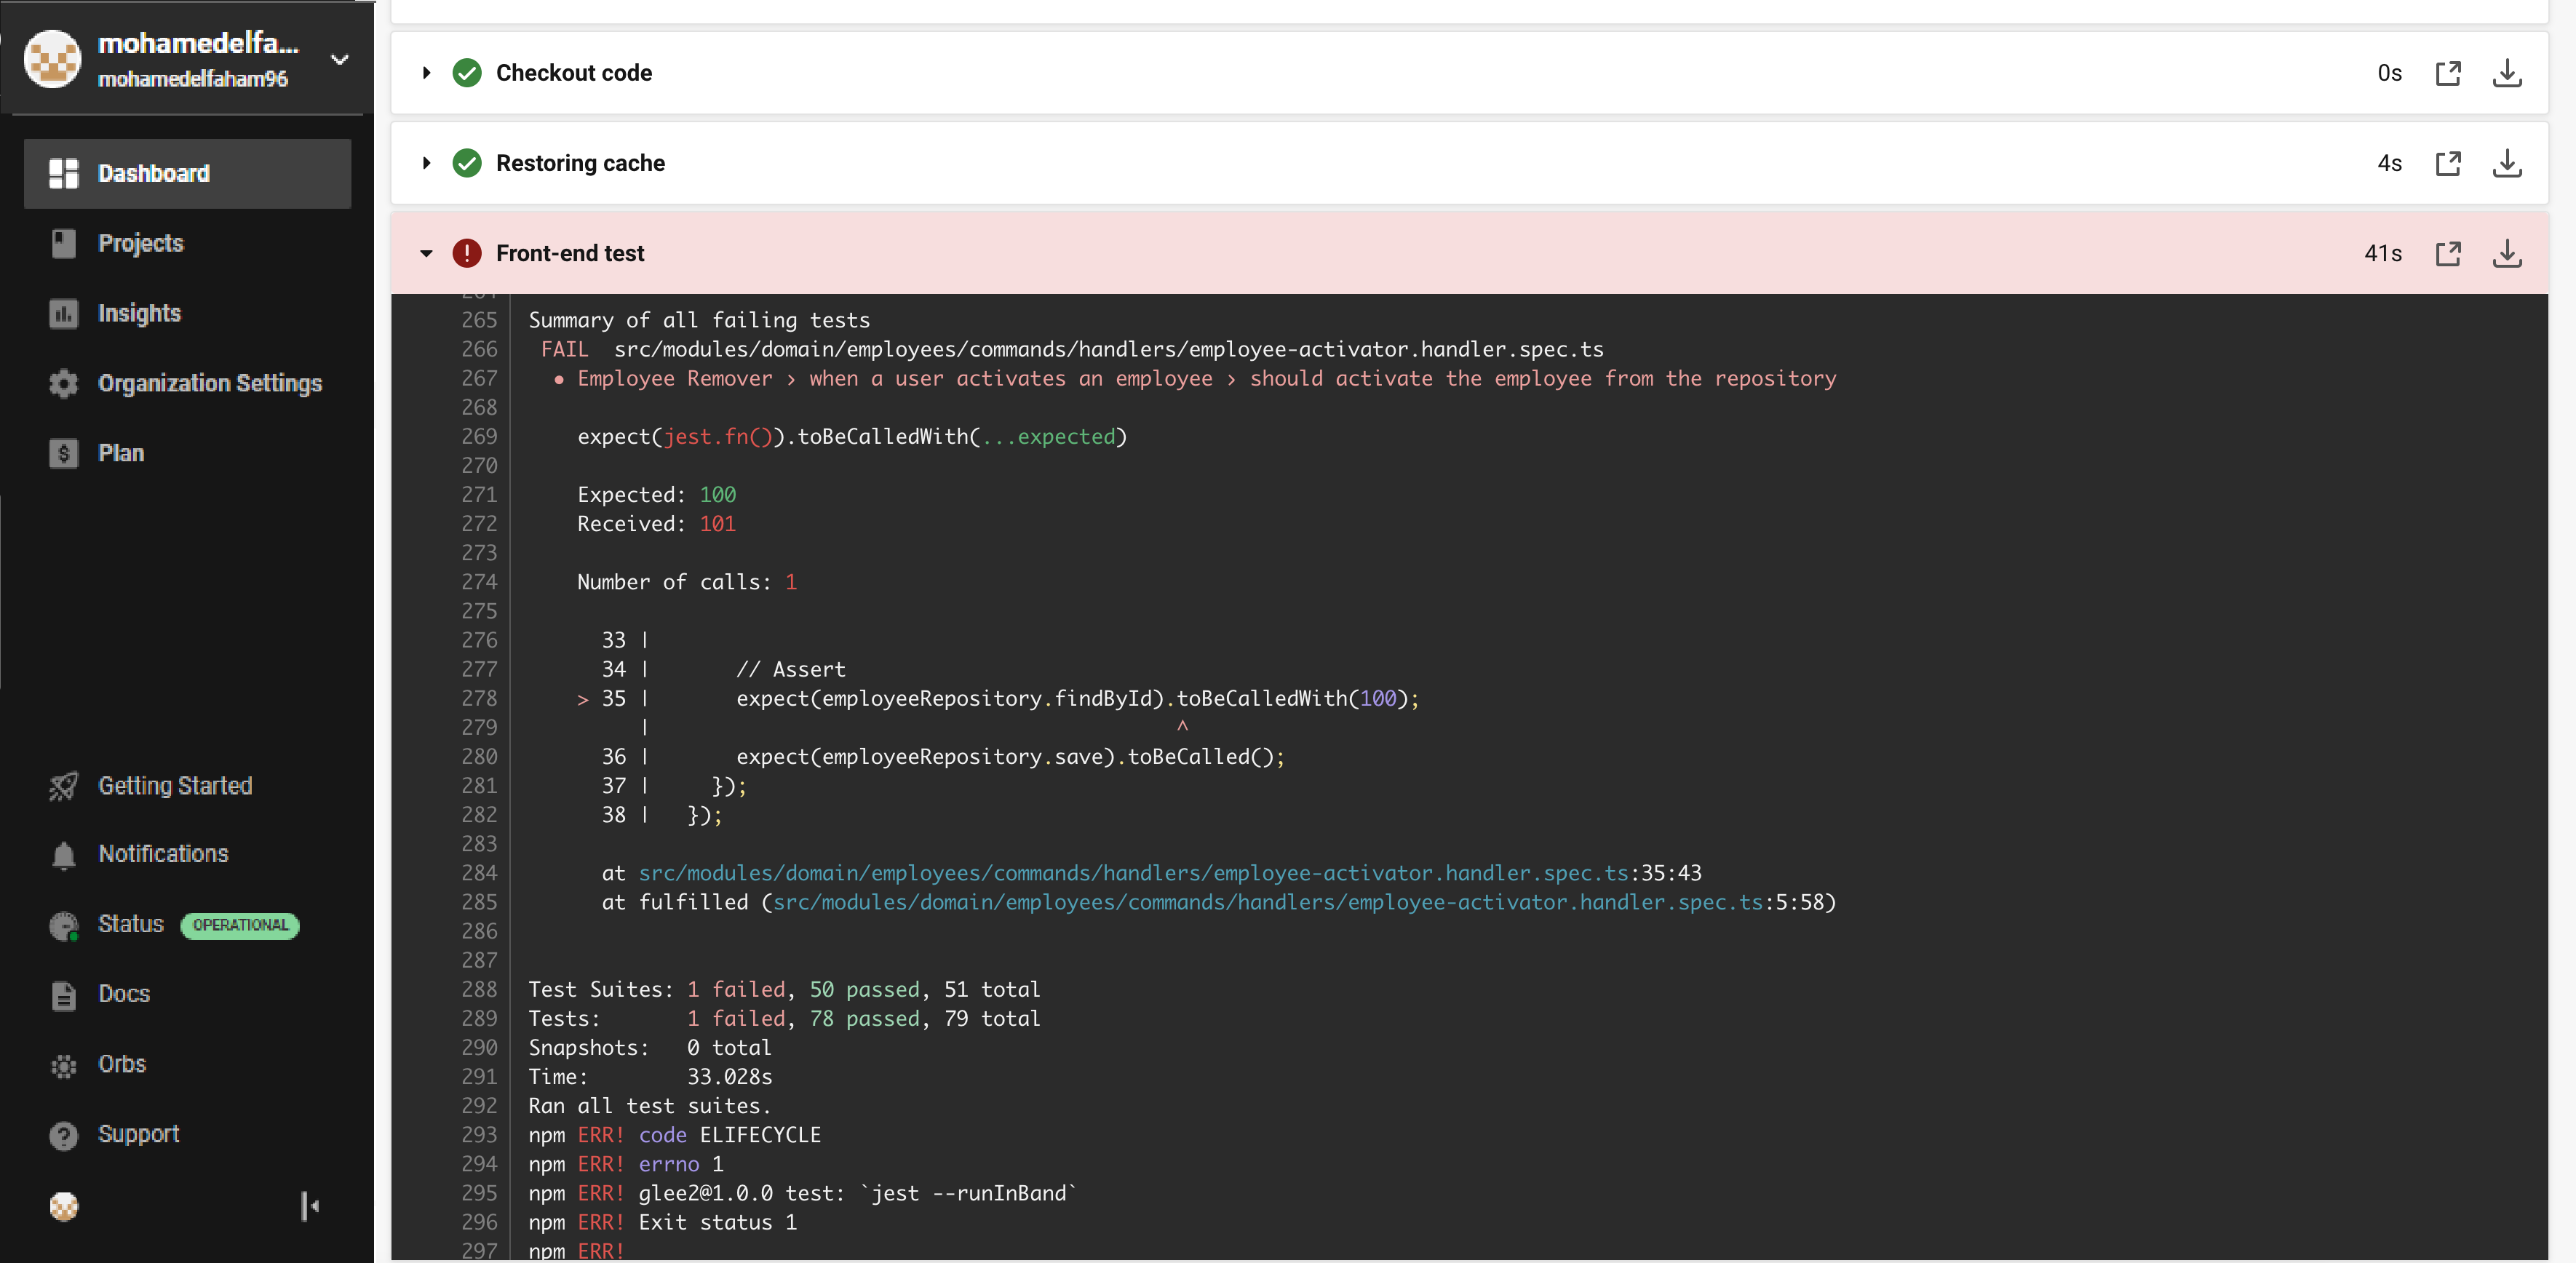 mohamedelfa...
mohamedelfaham96
Dashboard
Projects
Insights
Organization Settings
Plan
Getting Started
Notifications
Status OPERATIONAL
Docs
Orbs
Support
Checkout code 0s
Restoring cache 4s
Front-end test 41s
265 Summary of all failing tests
266 FAIL src/modules/domain/employees/commands/handlers/employee-activator.handler.spec.ts
267 ● Employee Remover › when a user activates an employee › should activate the employee from the repository
268
269 expect(jest.fn()).toBeCalledWith(...expected)
270
271 Expected: 100
272 Received: 101
273
274 Number of calls: 1
275
276 33 |
277 34 | // Assert
278 > 35 | expect(employeeRepository.findById).toBeCalledWith(100);
279 | ^
280 36 | expect(employeeRepository.save).toBeCalled();
281 37 | });
282 38 | });
283
284 at src/modules/domain/employees/commands/handlers/employee-activator.handler.spec.ts:35:43
285 at fulfilled (src/modules/domain/employees/commands/handlers/employee-activator.handler.spec.ts:5:58)
286
287
288 Test Suites: 1 failed, 50 passed, 51 total
289 Tests: 1 failed, 78 passed, 79 total
290 Snapshots: 0 total
291 Time: 33.028s
292 Ran all test suites.
293 npm ERR! code ELIFECYCLE
294 npm ERR! errno 1
295 npm ERR! glee2@1.0.0 test: `jest --runInBand`
296 npm ERR! Exit status 1
297 npm ERR!